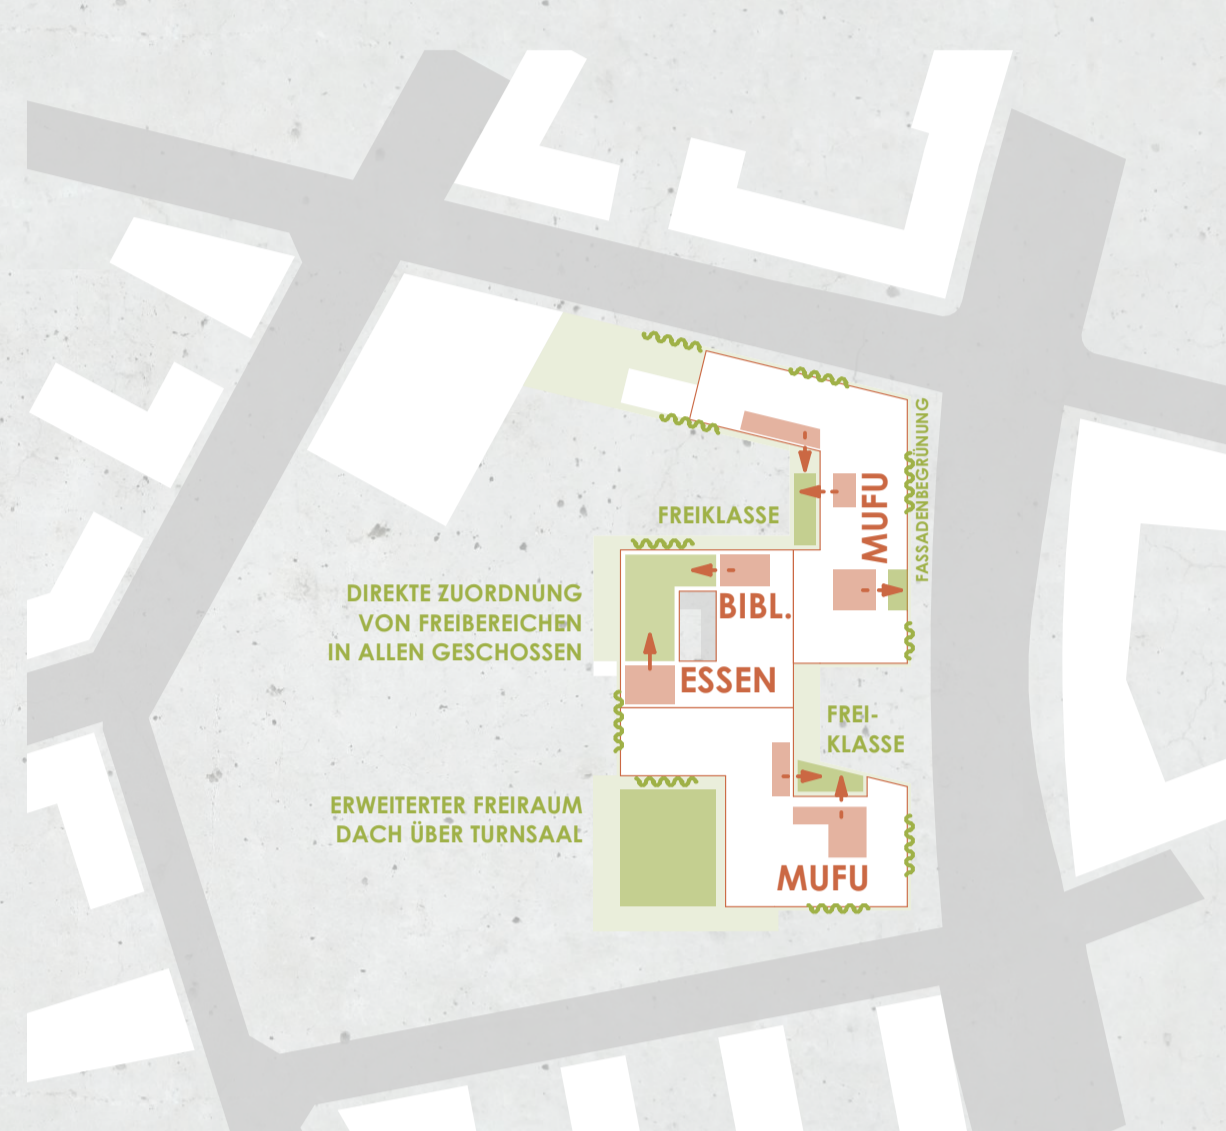 FASSADENBEGRÜNUNG
MUFU
FREIKLASSE
DIREKTE ZUORDNUNG
VON FREIBEREICHEN
IN ALLEN GESCHOSSEN
BIBL.
ESSEN
FREI-
KLASSE
ERWEITERTER FREIRAUM
DACH ÜBER TURNSAAL
MUFU